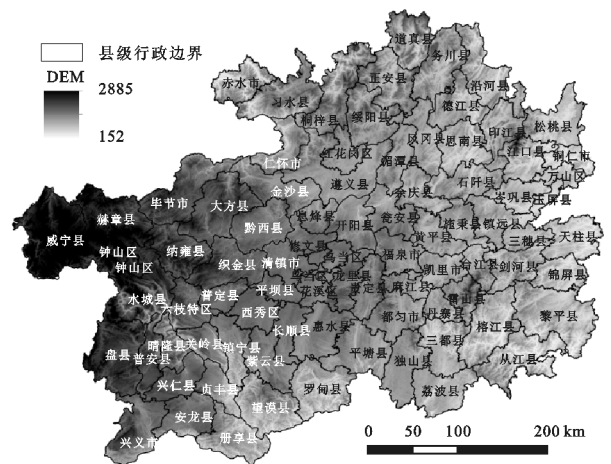 县级行政边界
DEM
2885
152
道真县
务川县
赤水市
正安县
沿河县
习水县
德江县
桐梓县
绥阳县
松桃县
印江县
凤冈县
思南县
江口县
铜仁市
红花岗区
湄潭县
仁怀市
万山区
石阡县
遵义县
金沙县
余庆县
岑巩县
玉屏县
毕节市
大方县
赫章县
息烽县
瓮安县
黔西县
开阳县
施秉县
镇远县
天柱县
威宁县
黄平县
三穗县
钟山区
纳雍县
修文县
福泉市
织金县
清镇市
乌当区
凯里市
台江县
剑河县
钟山区
龙里县
锦屏县
普定县
平坝县
花溪区
贵定县
麻江县
水城县
雷山县
六枝特区
西秀区
丹寨县
黎平县
长顺县
惠水县
都匀市
榕江县
晴隆县
关岭县
镇宁县
三都县
盘县
普安县
紫云县
平塘县
独山县
从江县
兴仁县
贞丰县
罗甸县
荔波县
望谟县
安龙县
册亨县
兴义市
0 50 100 200 km